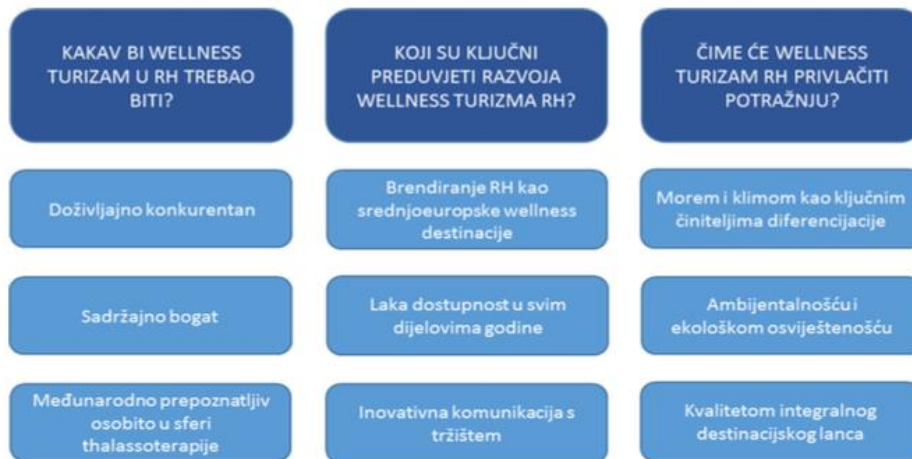 KAKAV BI WELLNESS
TURIZAM U RH TREBAO
BITI?
Doživljajno konkurentan
Sadržajno bogat
Međunarodno prepoznatljiv
osobito u sferi
thalassoterapije
KOJI SU KLJUČNI
PREDUVJETI RAZVOJA
WELLNESS TURIZMA RH?
Brendiranje RH kao
srednjoeuropske wellness
destinacije
Laka dostupnost u svim
dijelovima godine
Inovativna komunikacija s
tržištem
ČIME ĆE WELLNESS
TURIZAM RH PRIVLAČITI
POTRAŽNJU?
Morem i klimom kao ključnim
činiteljima diferencijacije
Ambijentalnošću i
ekološkom osviještenošću
Kvalitetom integralnog
destinacijskog lanca